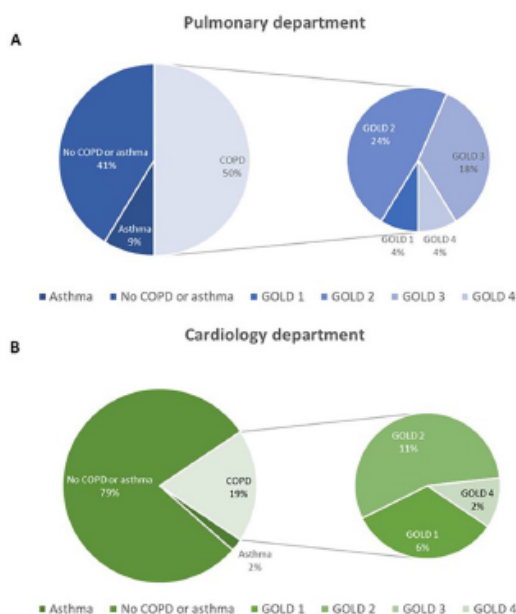 Pulmonary department
A
No COPD or asthma
41%
COPD
50%
Asthma
9%
GOLD 2
24%
GOLD 3
18%
GOLD 1
4%
GOLD 4
4%
Asthma No COPD or asthma GOLD 1 GOLD 2 GOLD 3 GOLD 4
Cardiology department
B
No COPD or asthma
79%
COPD
19%
Asthma
2%
GOLD 2
11%
GOLD 4
2%
GOLD 1
6%
Asthma No COPD or asthma GOLD 1 GOLD 2 GOLD 3 GOLD 4